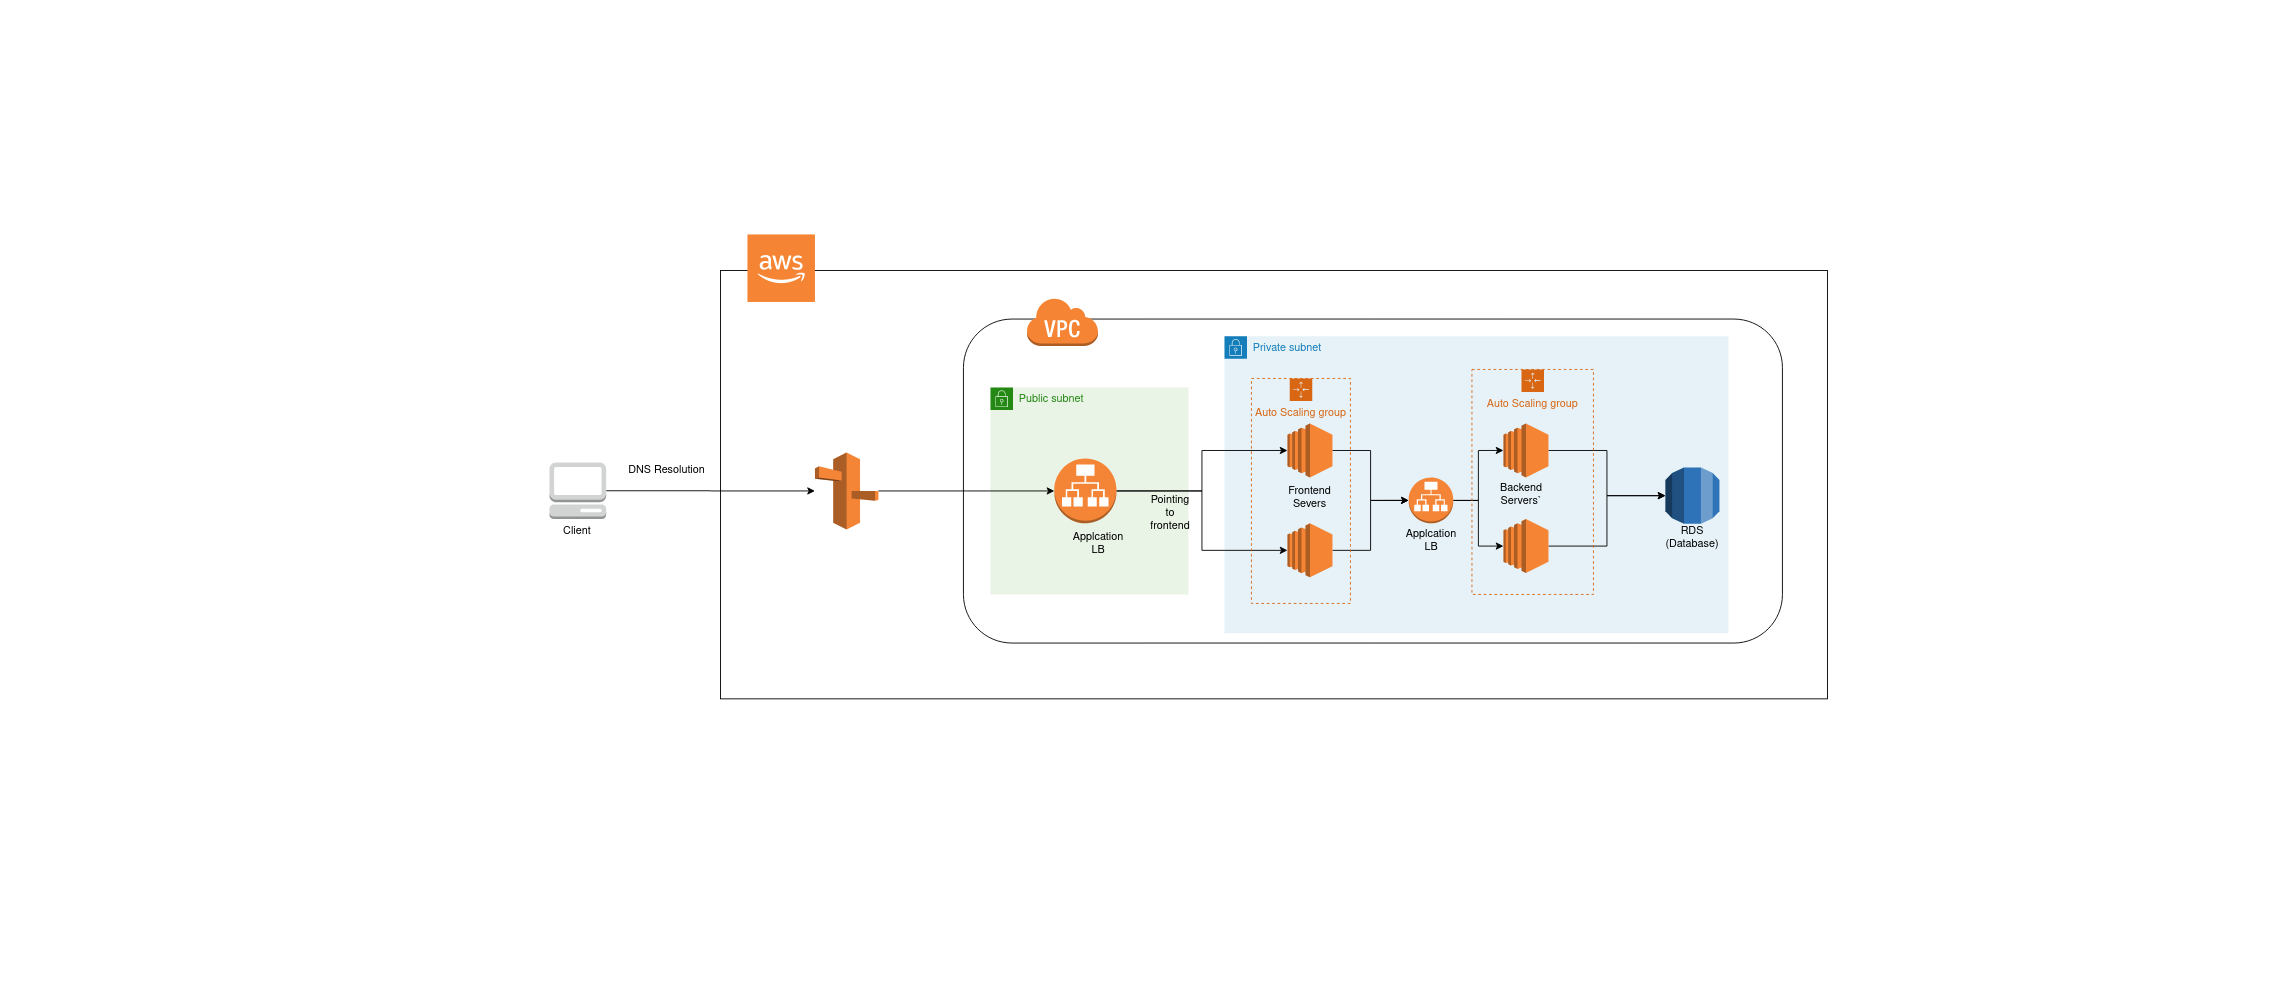 aws
VPC
Private subnet
Public subnet
Auto Scaling group
Auto Scaling group
DNS Resolution
Client
Applcation
LB
Pointing
to
frontend
Frontend
Severs
Applcation
LB
Backend
Servers`
RDS
(Database)